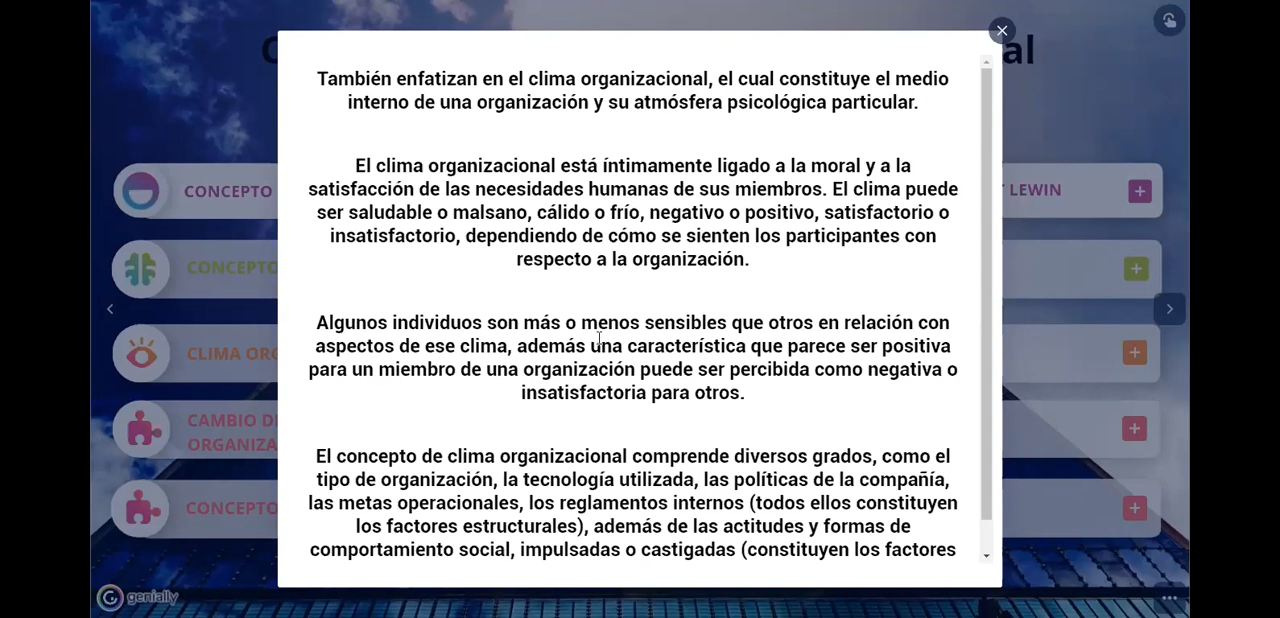 al
También enfatizan en el clima organizacional, el cual constituye el medio
interno de una organización y su atmósfera psicológica particular.
El clima organizacional está íntimamente ligado a la moral y a la
satisfacción de las necesidades humanas de sus miembros. El clima puede
ser saludable o malsano, cálido o frío, negativo o positivo, satisfactorio o
insatisfactorio, dependiendo de cómo se sienten los participantes con
respecto a la organización.
Algunos individuos son más o menos sensibles que otros en relación con
aspectos de ese clima, además una característica que parece ser positiva
para un miembro de una organización puede ser percibida como negativa o
insatisfactoria para otros.
El concepto de clima organizacional comprende diversos grados, como el
tipo de organización, la tecnología utilizada, las políticas de la compañía,
las metas operacionales, los reglamentos internos (todos ellos constituyen
los factores estructurales), además de las actitudes y formas de
comportamiento social, impulsadas o castigadas (constituyen los factores
CONCEPTO
LEWIN
CONCEPTO
CLIMA ORG
CAMBIO DE
ORGANIZA
CONCEPTO
genially